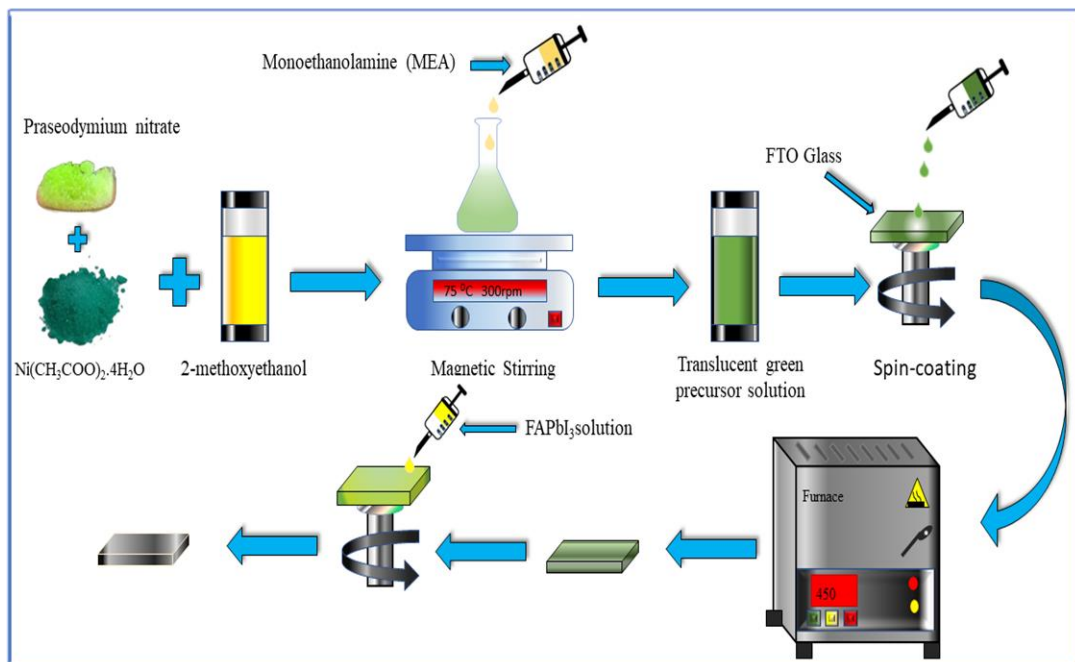 Monoethanolamine (MEA)
Praseodymium nitrate
FTO Glass
75 ⁰C 300rpm
Ni(CH₃COO)₂.4H₂O
2-methoxyethanol
Magnetic Stirring
Translucent green
precursor solution
Spin-coating
FAPbI₃solution
Furnace
450